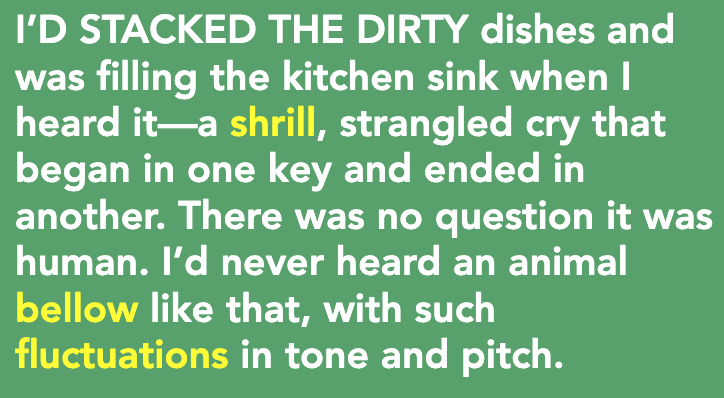 I’D STACKED THE DIRTY dishes and
was filling the kitchen sink when I
heard it—a shrill, strangled cry that
began in one key and ended in
another. There was no question it was
human. I’d never heard an animal
bellow like that, with such
fluctuations in tone and pitch.